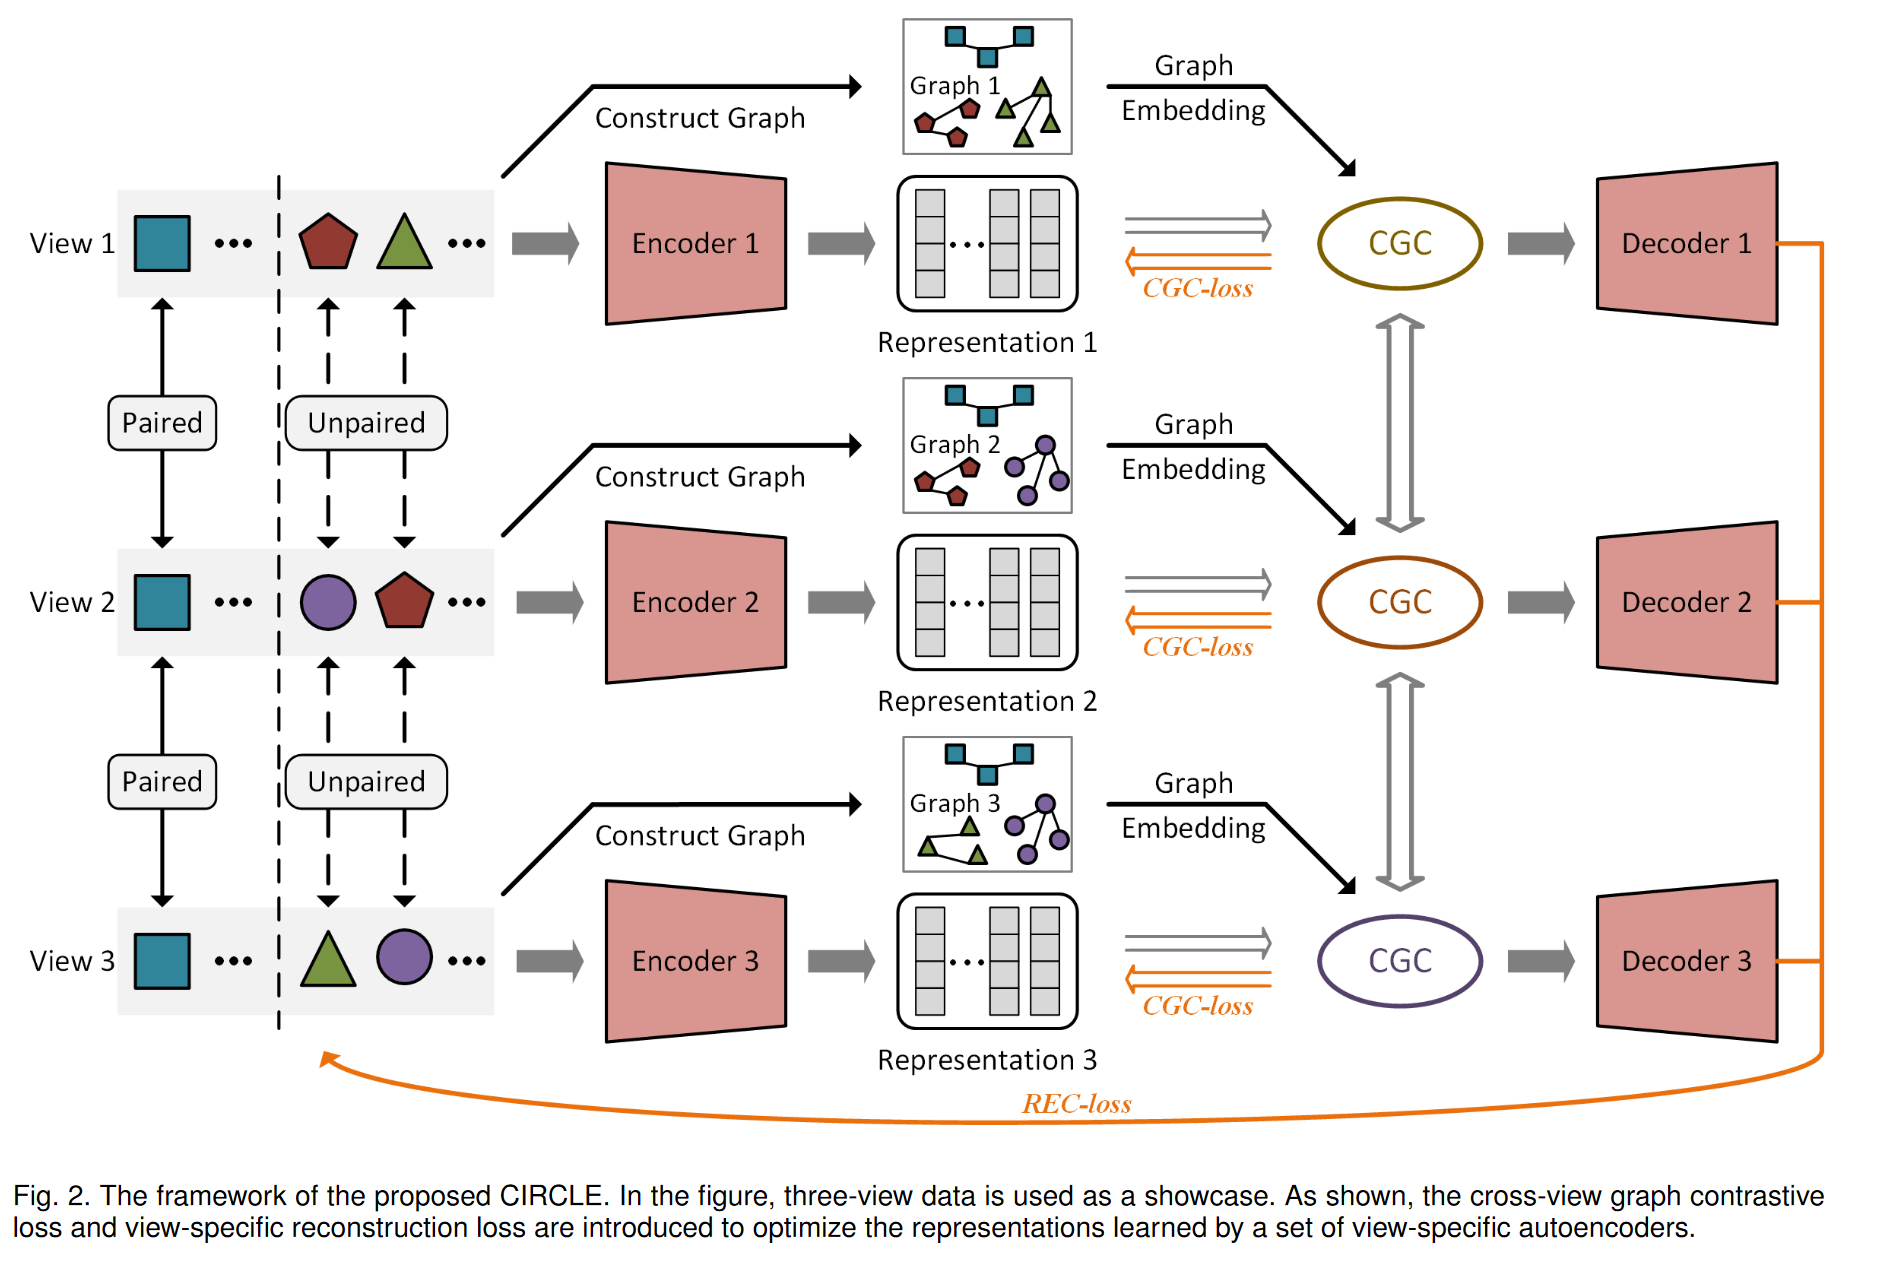 Graph 1
Construct Graph
Graph
Embedding
View 1
Encoder 1
CGC
Decoder 1
CGC-loss
Representation 1
Paired
Unpaired
Graph 2
Construct Graph
Graph
Embedding
View 2
Encoder 2
CGC
Decoder 2
CGC-loss
Representation 2
Paired
Unpaired
Graph 3
Construct Graph
Graph
Embedding
View 3
Encoder 3
CGC
Decoder 3
CGC-loss
Representation 3
REC-loss
Fig. 2. The framework of the proposed CIRCLE. In the figure, three-view data is used as a showcase. As shown, the cross-view graph contrastive
loss and view-specific reconstruction loss are introduced to optimize the representations learned by a set of view-specific autoencoders.